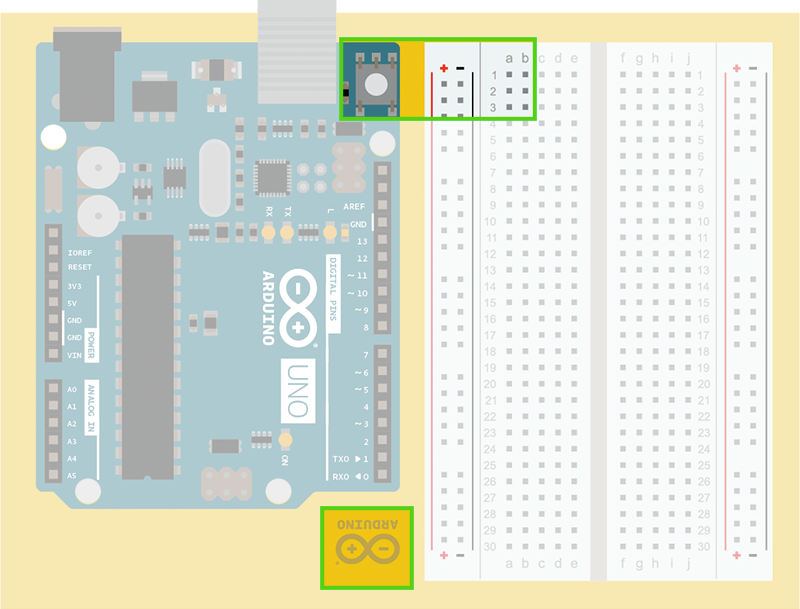 RX
TX
L
AREF
GND
13
12
~11
~10
~9
8
7
~6
~5
4
~3
2
TXO ▶ 1
RXO ◀ 0
DIGITAL PINS
ARDUINO
UNO
ON
IOREF
RESET
3V3
5V
GND
GND
VIN
POWER
A0
A1
A2
A3
A4
A5
ANALOG IN
ARDUINO
+ −
a b c d e
f g h i j
+ −
1 1
2 2
3 3
4 4
5 5
6 6
7 7
8 8
9 9
10 10
11 11
12 12
13 13
14 14
15 15
16 16
17 17
18 18
19 19
20 20
21 21
22 22
23 23
24 24
25 25
26 26
27 27
28 28
29 29
30 30
+ −
a b c d e
f g h i j
+ −